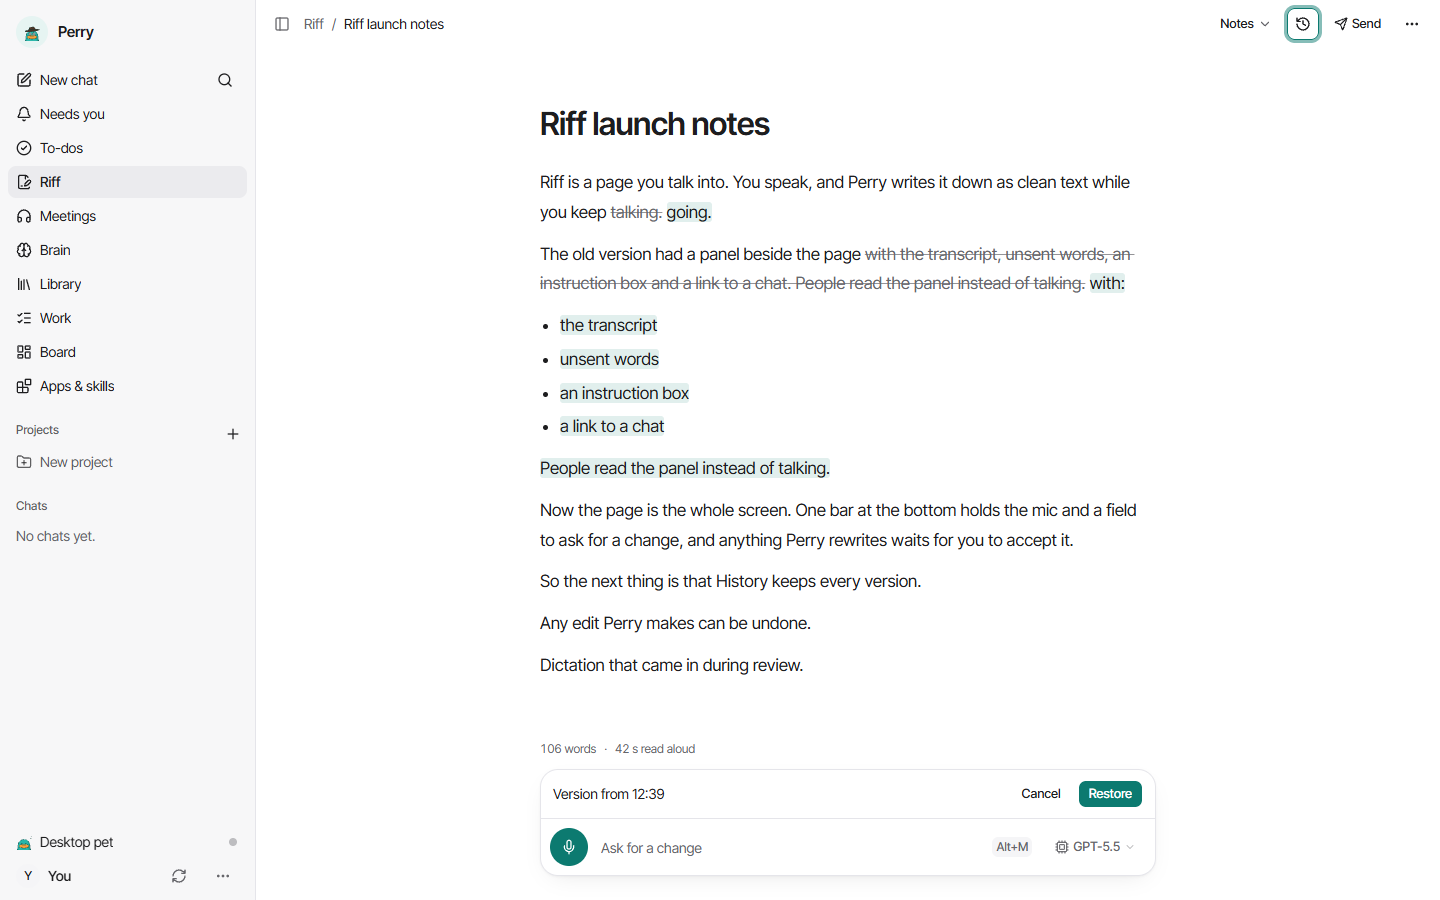 Perry
New chat
Needs you
To-dos
Riff
Meetings
Brain
Library
Work
Board
Apps & skills
Projects
New project
Chats
No chats yet.
Desktop pet
Y You
Riff / Riff launch notes
Notes
Send
Riff launch notes
Riff is a page you talk into. You speak, and Perry writes it down as clean text while
you keep talking. going.
The old version had a panel beside the page with the transcript, unsent words, an
instruction box and a link to a chat. People read the panel instead of talking. with:
• the transcript
• unsent words
• an instruction box
• a link to a chat
People read the panel instead of talking.
Now the page is the whole screen. One bar at the bottom holds the mic and a field
to ask for a change, and anything Perry rewrites waits for you to accept it.
So the next thing is that History keeps every version.
Any edit Perry makes can be undone.
Dictation that came in during review.
106 words · 42 s read aloud
Version from 12:39
Cancel
Restore
Ask for a change
Alt+M
GPT-5.5